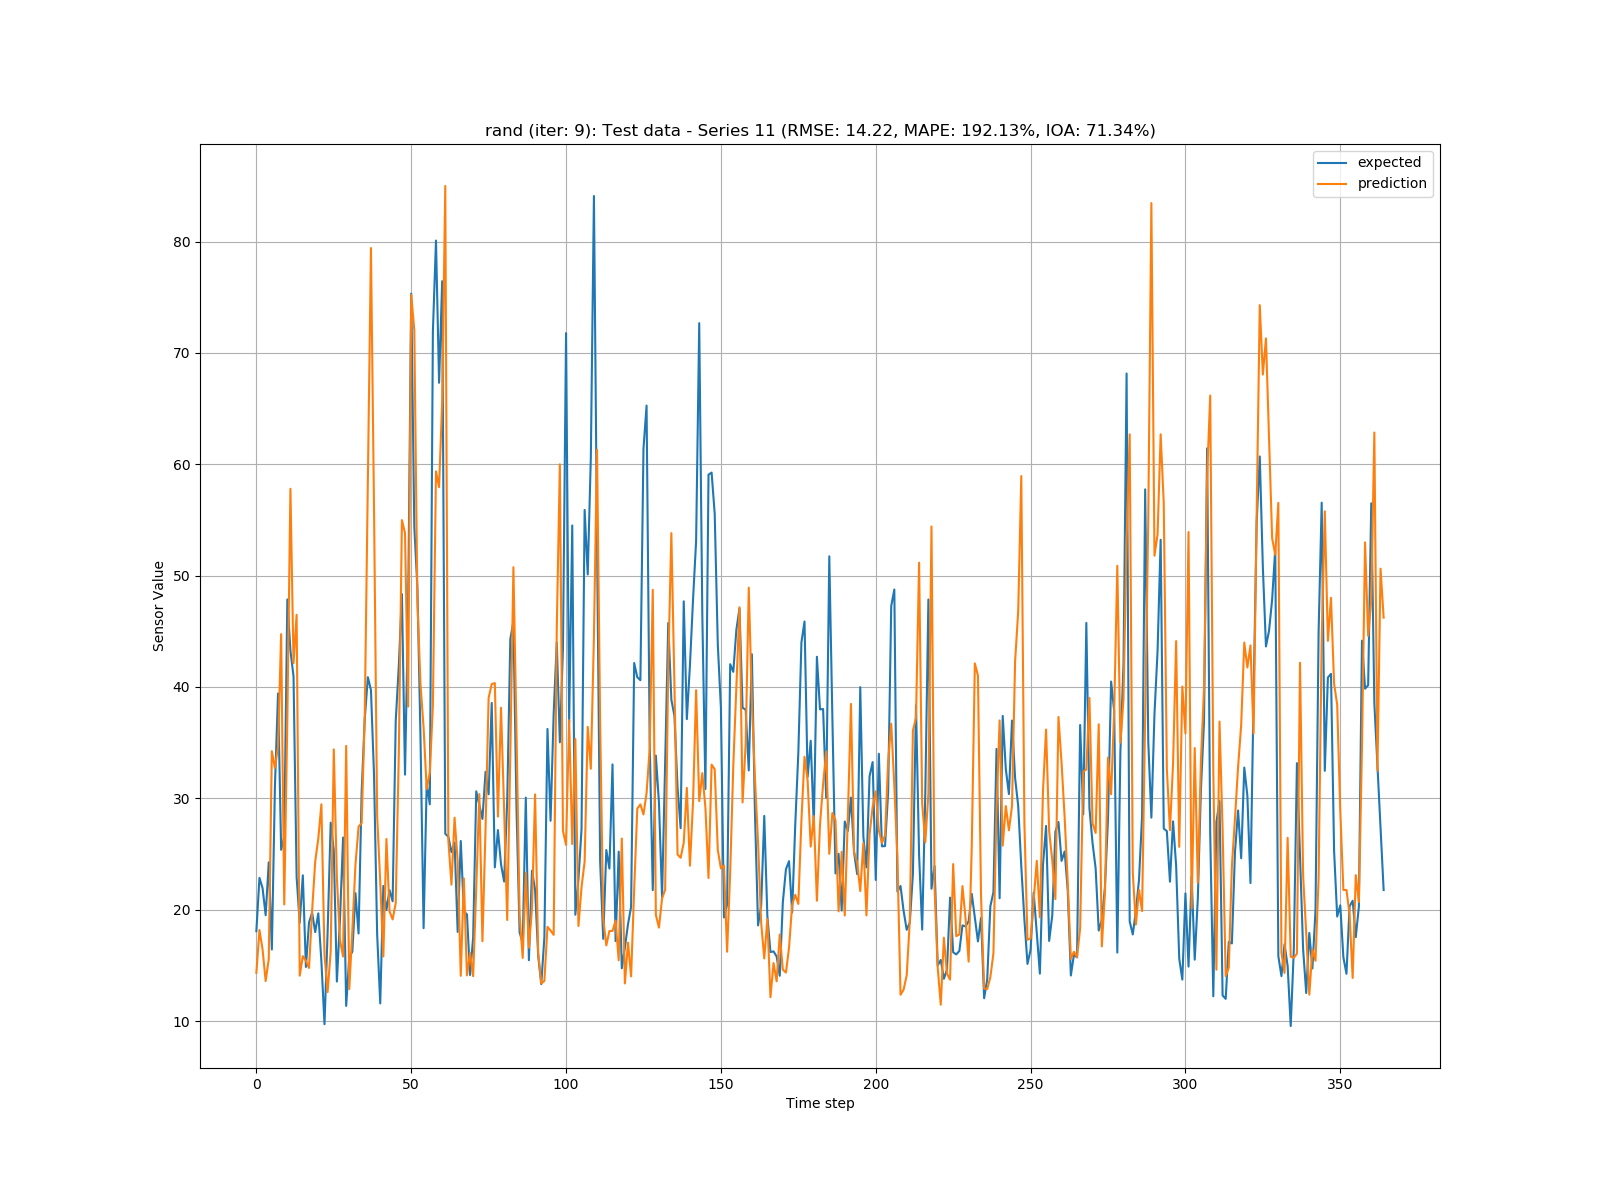 rand (iter: 9): Test data - Series 11 (RMSE: 14.22, MAPE: 192.13%, IOA: 71.34%)
expected
prediction
80
70
60
50
40
30
20
10
Sensor Value
0 50 100 150 200 250 300 350
Time step